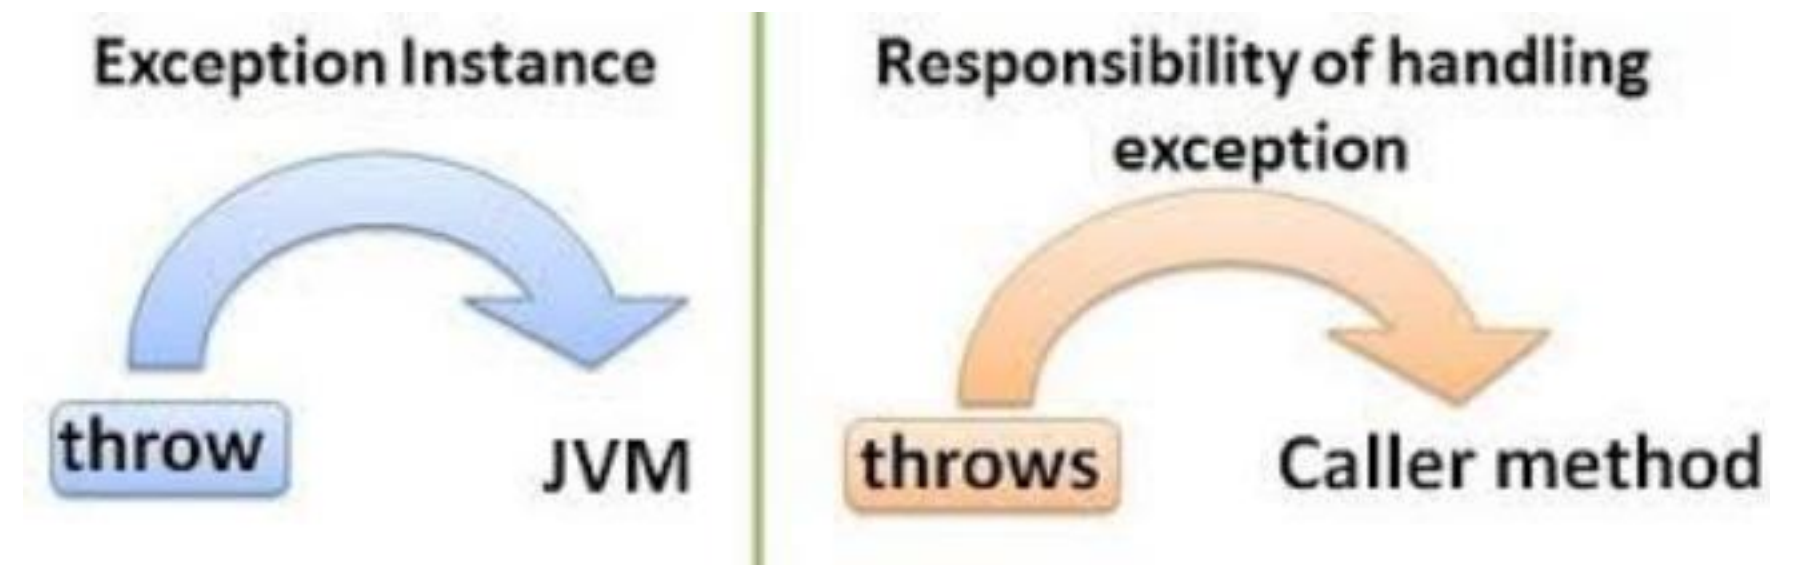 Exception Instance
throw
JVM
Responsibility of handling
exception
throws
Caller method